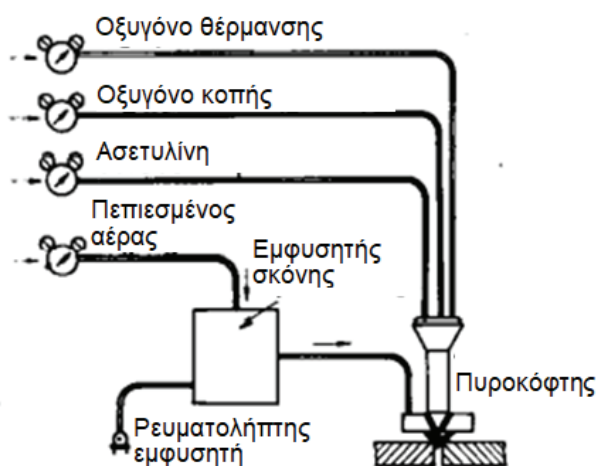 Οξυγόνο θέρμανσης
Οξυγόνο κοπής
Ασετυλίνη
Πεπιεσμένος
αέρας
Εμφυσητής
σκόνης
Πυροκόφτης
Ρευματολήπτης
εμφυσητή